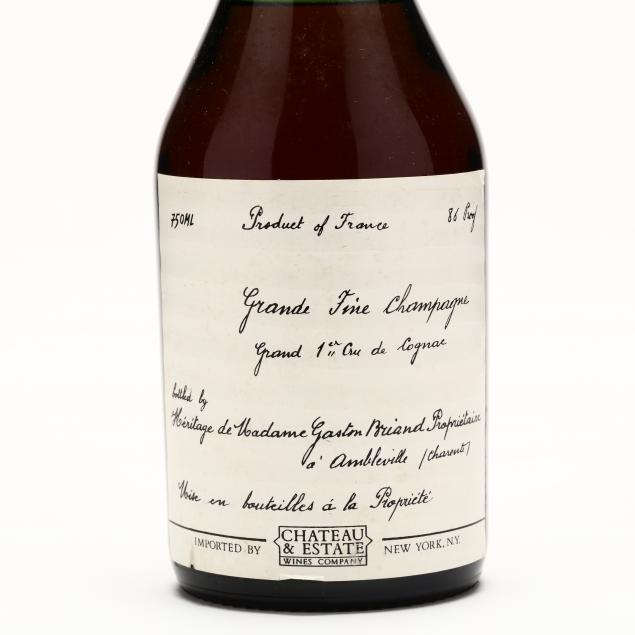 750ML Product of France 86 Proof
Grande Fine Champagne
Grand 1er Cru de Cognac
bottled by
Héritage de Madame Gaston Briand Propriétaire
à Ambleville (Charente)
Mise en bouteilles à la Propriété
IMPORTED BY CHATEAU & ESTATE WINES COMPANY NEW YORK, N.Y.